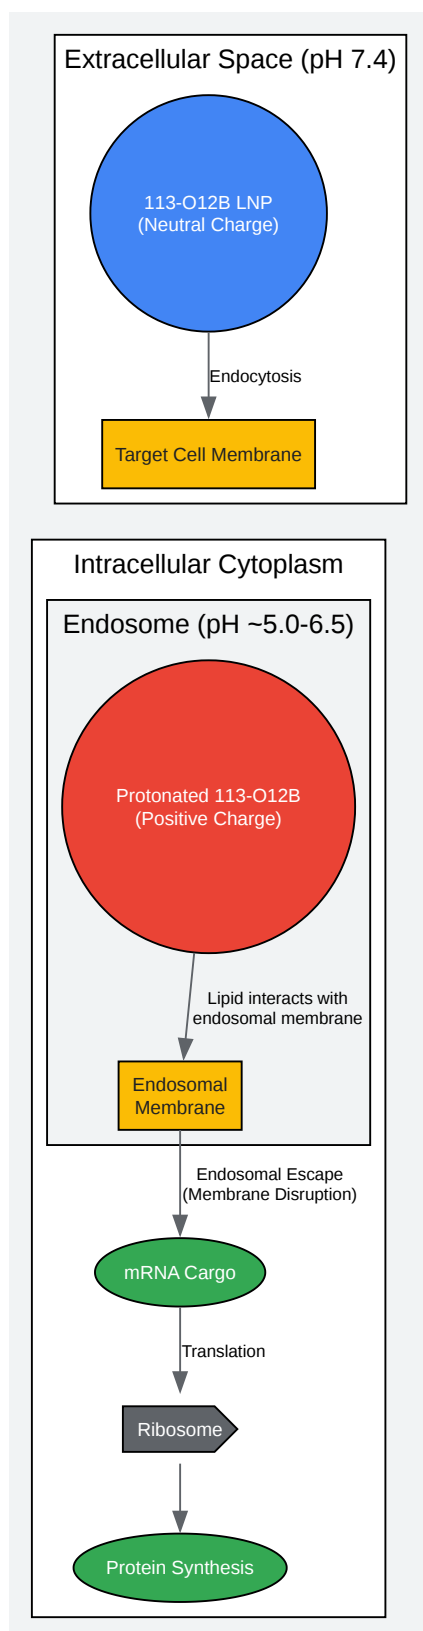 Extracellular Space (pH 7.4)
113-O12B LNP
(Neutral Charge)
Endocytosis
Target Cell Membrane
Intracellular Cytoplasm
Endosome (pH ~5.0-6.5)
Protonated 113-O12B
(Positive Charge)
Lipid interacts with
endosomal membrane
Endosomal
Membrane
Endosomal Escape
(Membrane Disruption)
mRNA Cargo
Translation
Ribosome
Protein Synthesis